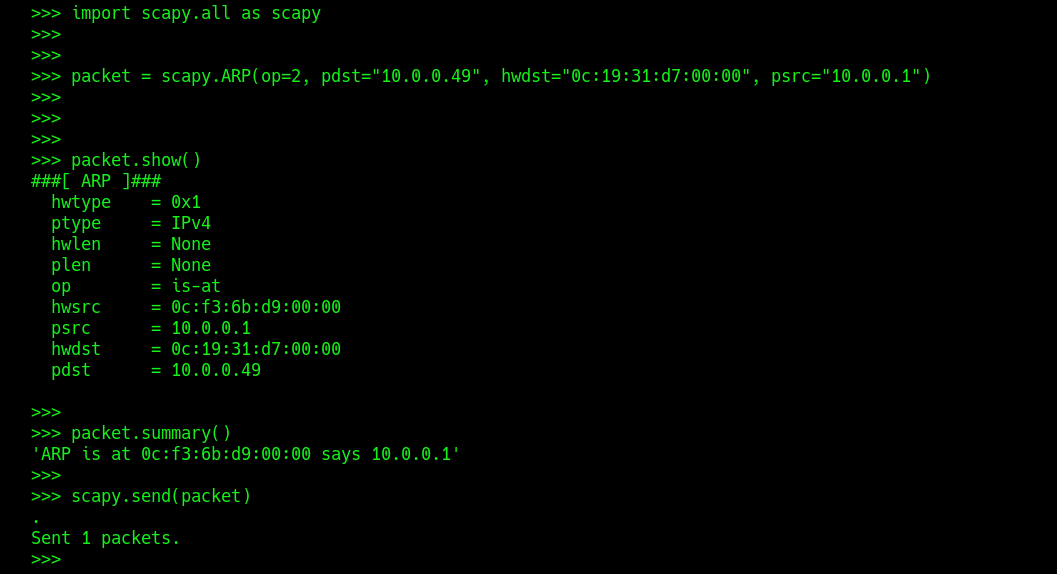 >>> import scapy.all as scapy
>>>
>>>
>>> packet = scapy.ARP(op=2, pdst="10.0.0.49", hwdst="0c:19:31:d7:00:00", psrc="10.0.0.1")
>>>
>>>
>>>
>>> packet.show()
###[ ARP ]###
  hwtype    = 0x1
  ptype     = IPv4
  hwlen     = None
  plen      = None
  op        = is-at
  hwsrc     = 0c:f3:6b:d9:00:00
  psrc      = 10.0.0.1
  hwdst     = 0c:19:31:d7:00:00
  pdst      = 10.0.0.49

>>>
>>> packet.summary()
'ARP is at 0c:f3:6b:d9:00:00 says 10.0.0.1'
>>>
>>> scapy.send(packet)
.
Sent 1 packets.
>>>